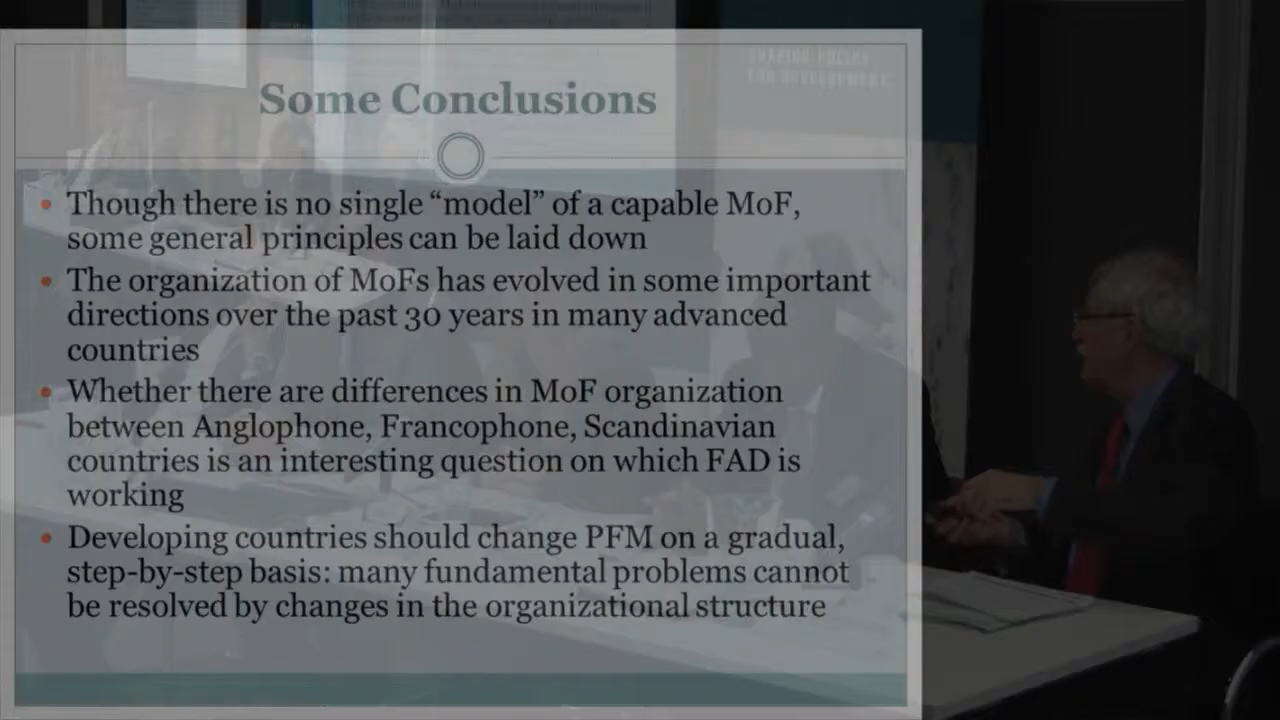 SHAPING POLICY
FOR DEVELOPMENT
Some Conclusions
• Though there is no single “model” of a capable MoF,
some general principles can be laid down
• The organization of MoFs has evolved in some important
directions over the past 30 years in many advanced
countries
• Whether there are differences in MoF organization
between Anglophone, Francophone, Scandinavian
countries is an interesting question on which FAD is
working
• Developing countries should change PFM on a gradual,
step-by-step basis: many fundamental problems cannot
be resolved by changes in the organizational structure